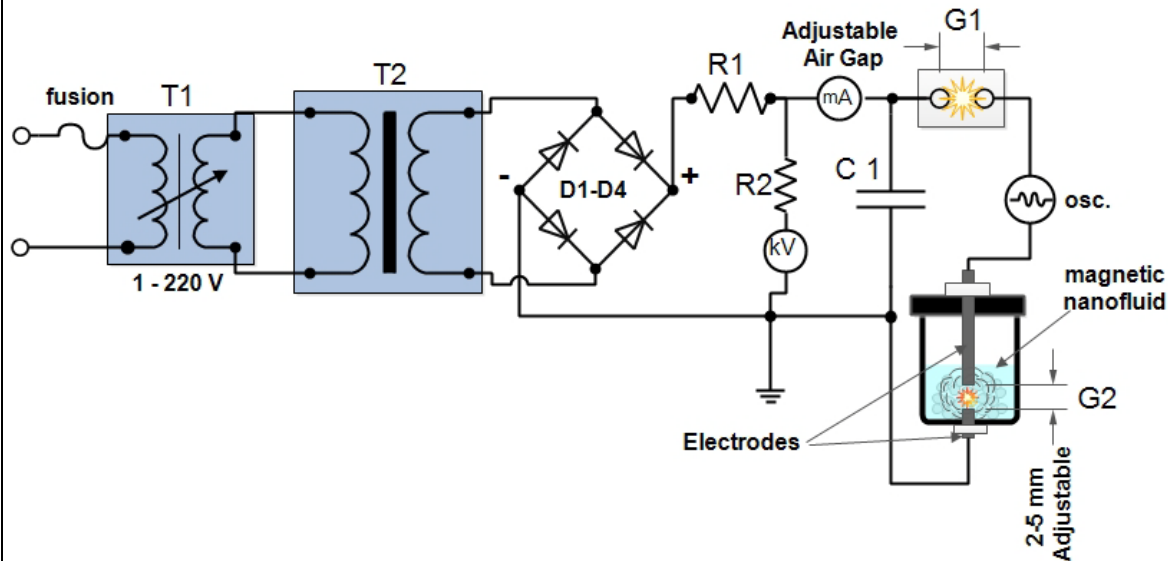 fusion
T1
1 - 220 V
T2
D1-D4
-
+
R1
R2
kV
Adjustable
Air Gap
mA
C 1
G1
osc.
magnetic
nanofluid
G2
Electrodes
2-5 mm
Adjustable